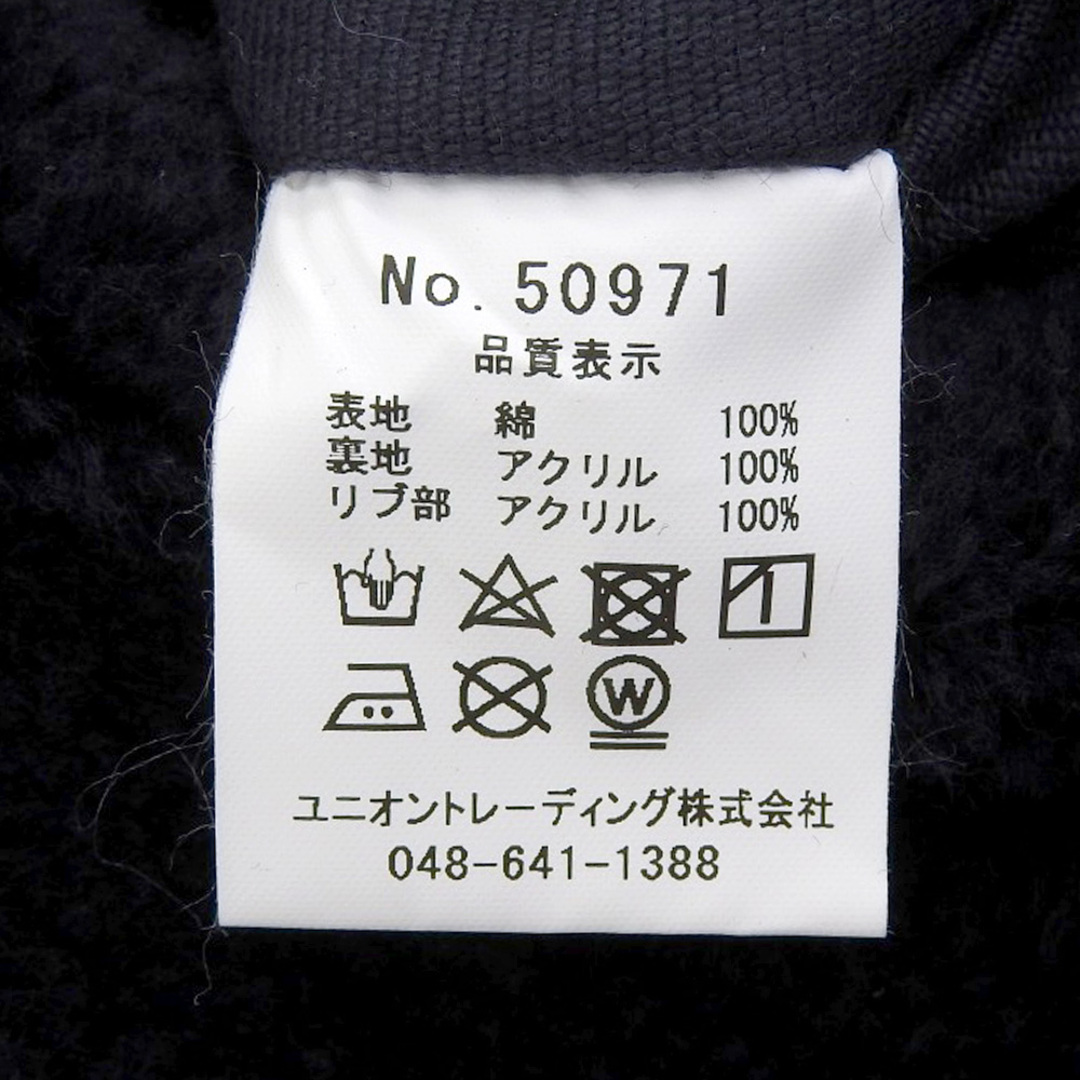 No. 50971
品質表示
表地 綿 100%
裏地 アクリル 100%
リブ部 アクリル 100%
W
ユニオントレーディング株式会社
048-641-1388